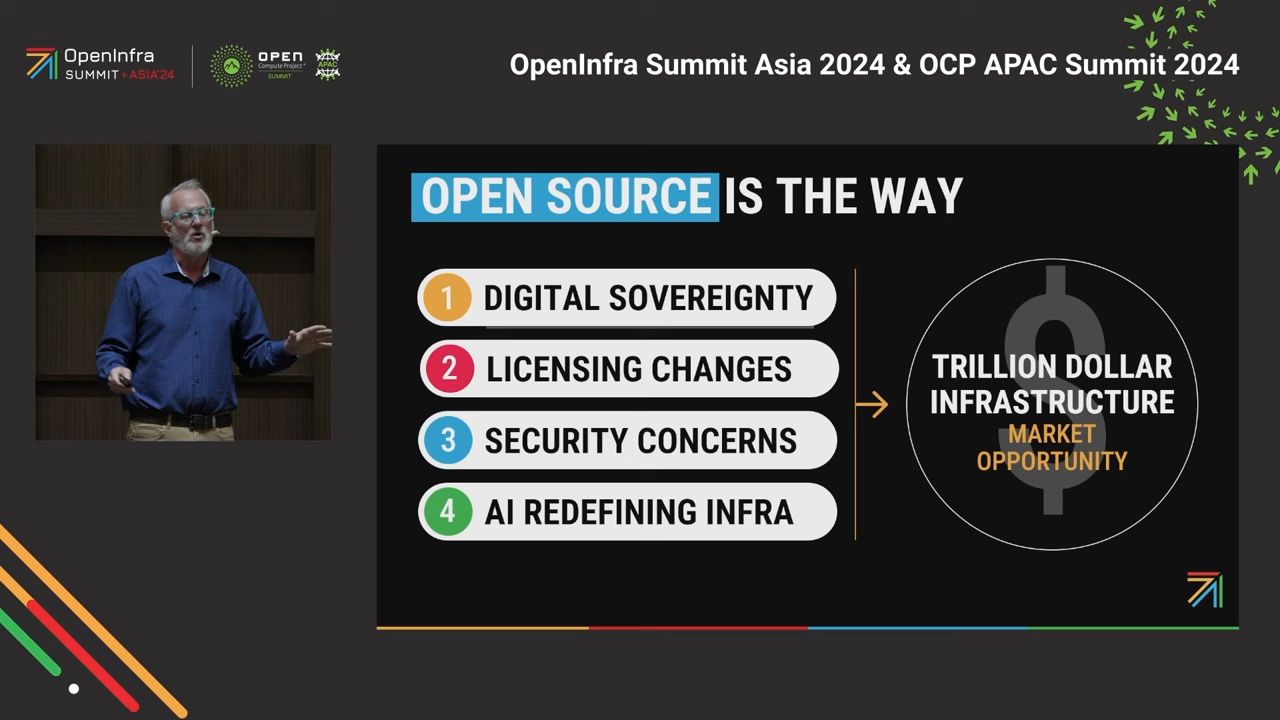 OpenInfra
SUMMIT > ASIA'24
OPEN
Compute Project®
SUMMIT
APAC
OpenInfra Summit Asia 2024 & OCP APAC Summit 2024
OPEN SOURCE IS THE WAY
1 DIGITAL SOVEREIGNTY
2 LICENSING CHANGES
3 SECURITY CONCERNS
4 AI REDEFINING INFRA
$
TRILLION DOLLAR
INFRASTRUCTURE
MARKET
OPPORTUNITY